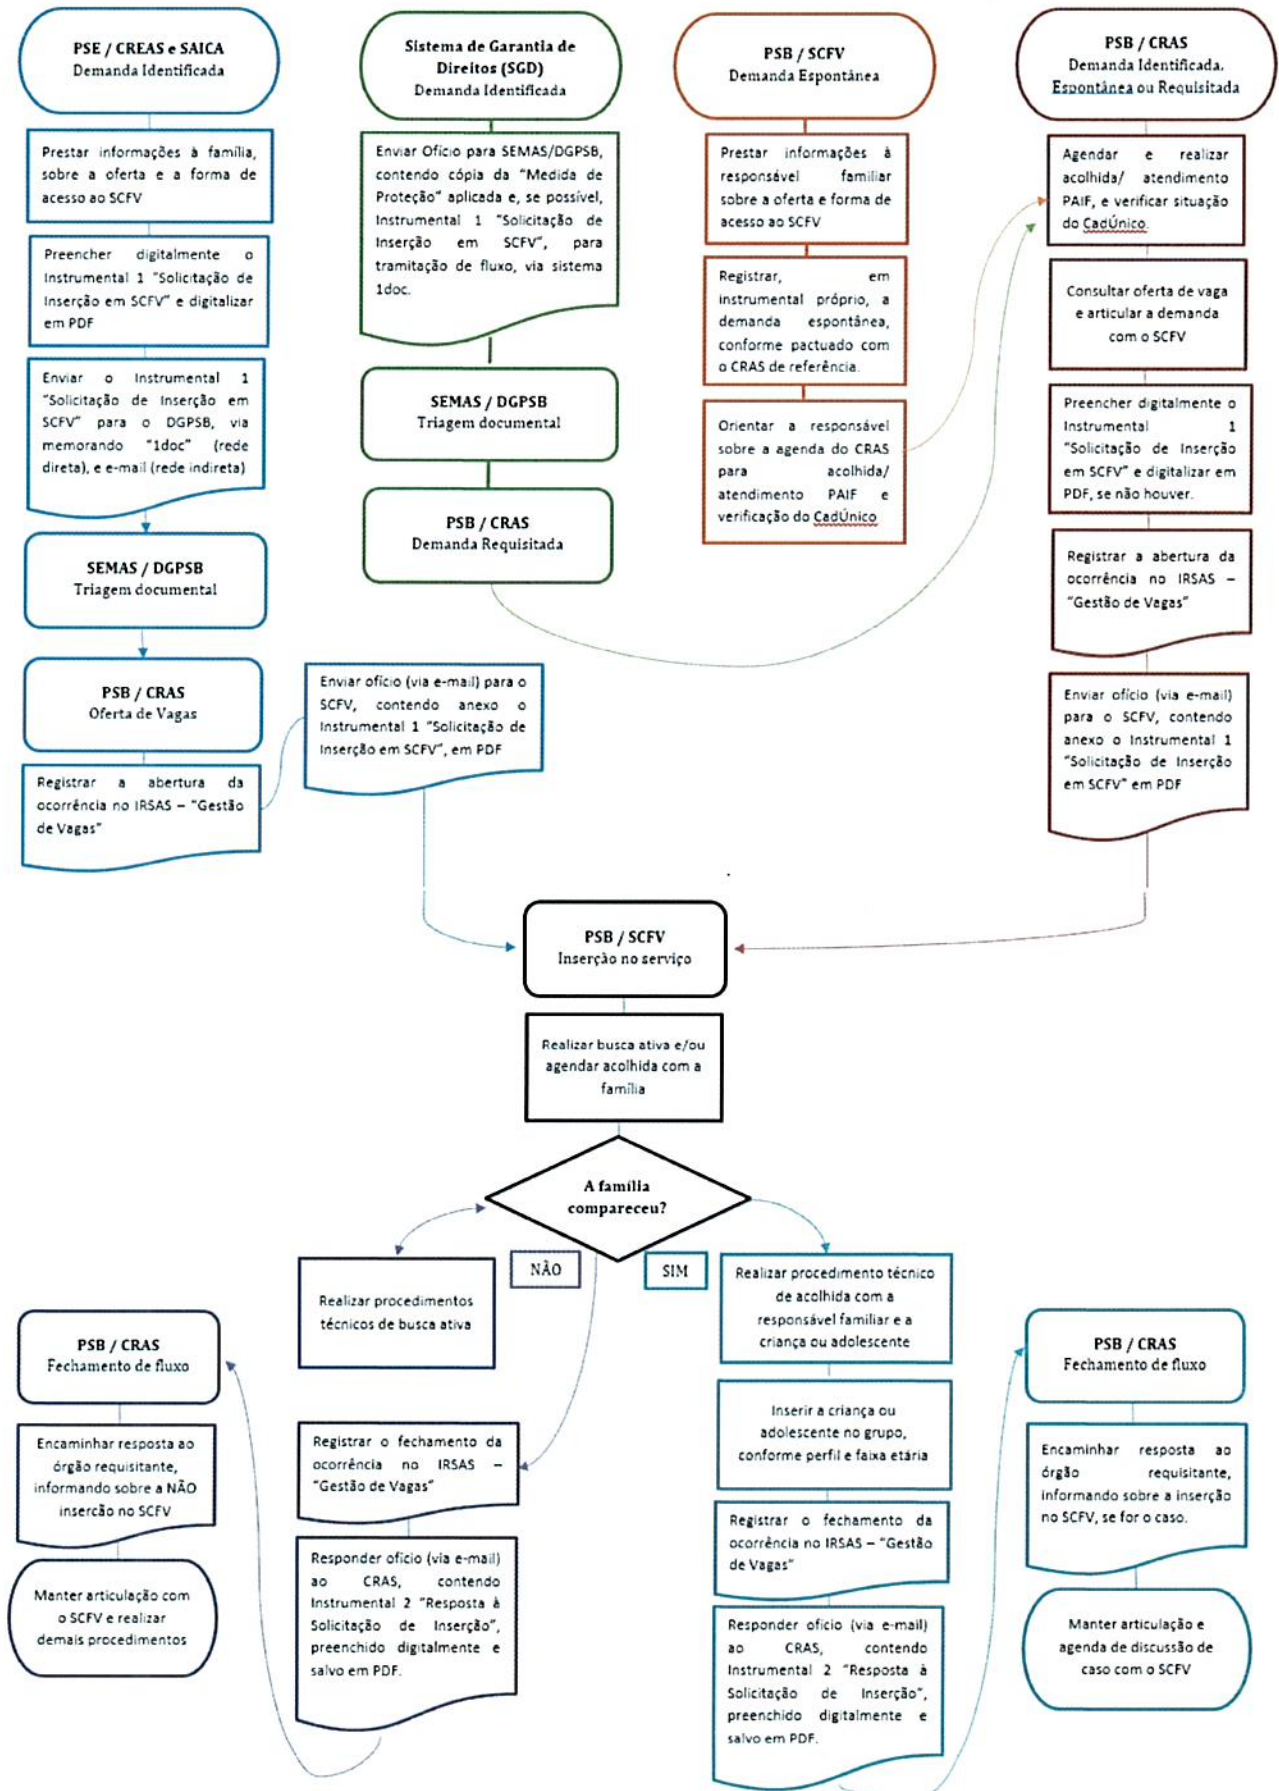 PSE / CREAS e SAICA
Demanda Identificada
Prestar informações à família,
sobre a oferta e a forma de
acesso ao SCFV
Preencher digitalmente o
Instrumental 1 “Solicitação de
Inserção em SCFV” e digitalizar
em PDF
Enviar o Instrumental 1
“Solicitação de Inserção em
SCFV” para o DGPSB, via
memorando “1doc” (rede
direta), e e-mail (rede indireta)
SEMAS / DGPSB
Triagem documental
PSB / CRAS
Oferta de Vagas
Registrar a abertura da
ocorrência no IRSAS – “Gestão
de Vagas”
Enviar ofício (via e-mail) para o
SCFV, contendo anexo o
Instrumental 1 “Solicitação de
Inserção em SCFV”, em PDF
Sistema de Garantia de
Direitos (SGD)
Demanda Identificada
Enviar Ofício para SEMAS/DGPSB,
contendo cópia da “Medida de
Proteção” aplicada e, se possível,
Instrumental 1 “Solicitação de
Inserção em SCFV”, para
tramitação de fluxo, via sistema
1doc.
SEMAS / DGPSB
Triagem documental
PSB / CRAS
Demanda Requisitada
PSB / SCFV
Demanda Espontânea
Prestar informações à
responsável familiar
sobre a oferta e forma de
acesso ao SCFV
Registrar, em
instrumental próprio, a
demanda espontânea,
conforme pactuado com
o CRAS de referência.
Orientar a responsável
sobre a agenda do CRAS
para acolhida/
atendimento PAIF e
verificação do CadÚnico
PSB / CRAS
Demanda Identificada,
Espontânea ou Requisitada
Agendar e realizar
acolhida/ atendimento
PAIF, e verificar situação
do CadÚnico.
Consultar oferta de vaga
e articular a demanda
com o SCFV
Preencher digitalmente o
Instrumental 1
“Solicitação de Inserção
em SCFV” e digitalizar em
PDF, se não houver.
Registrar a abertura da
ocorrência no IRSAS –
“Gestão de Vagas”
Enviar ofício (via e-mail)
para o SCFV, contendo
anexo o Instrumental 1
“Solicitação de Inserção
em SCFV” em PDF
PSB / SCFV
Inserção no serviço
Realizar busca ativa e/ou
agendar acolhida com a
família
A família
compareceu?
NÃO
SIM
Realizar procedimentos
técnicos de busca ativa
Registrar o fechamento da
ocorrência no IRSAS –
“Gestão de Vagas”
Responder ofício (via e-mail)
ao CRAS, contendo
Instrumental 2 “Resposta à
Solicitação de Inserção”,
preenchido digitalmente e
salvo em PDF.
PSB / CRAS
Fechamento de fluxo
Encaminhar resposta ao
órgão requisitante,
informando sobre a NÃO
inserção no SCFV
Manter articulação com
o SCFV e realizar
demais procedimentos
Realizar procedimento técnico
de acolhida com a
responsável familiar e a
criança ou adolescente
Inserir a criança ou
adolescente no grupo,
conforme perfil e faixa etária
Registrar o fechamento da
ocorrência no IRSAS – “Gestão
de Vagas”
Responder ofício (via e-mail)
ao CRAS, contendo
Instrumental 2 “Resposta à
Solicitação de Inserção”,
preenchido digitalmente e
salvo em PDF.
PSB / CRAS
Fechamento de fluxo
Encaminhar resposta ao
órgão requisitante,
informando sobre a inserção
no SCFV, se for o caso.
Manter articulação e
agenda de discussão de
caso com o SCFV